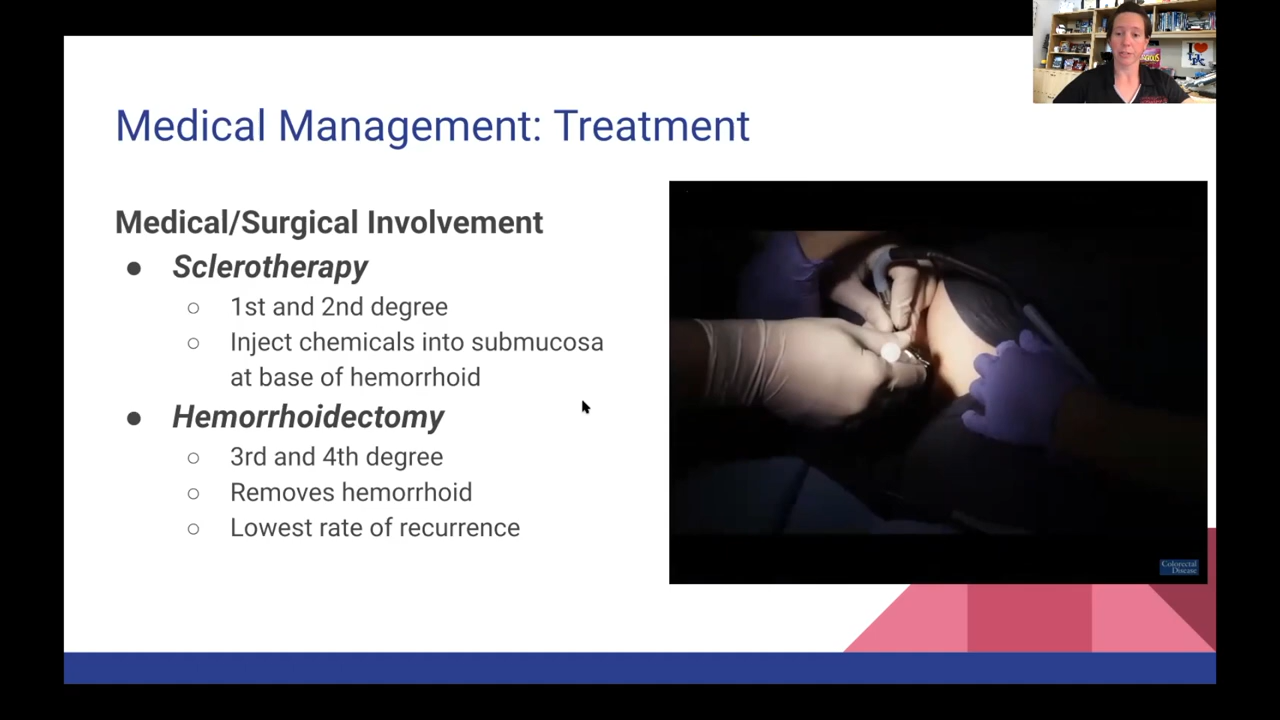 Medical Management: Treatment
Medical/Surgical Involvement
● Sclerotherapy
○ 1st and 2nd degree
○ Inject chemicals into submucosa
at base of hemorrhoid
● Hemorrhoidectomy
○ 3rd and 4th degree
○ Removes hemorrhoid
○ Lowest rate of recurrence
Colorectal
Disease